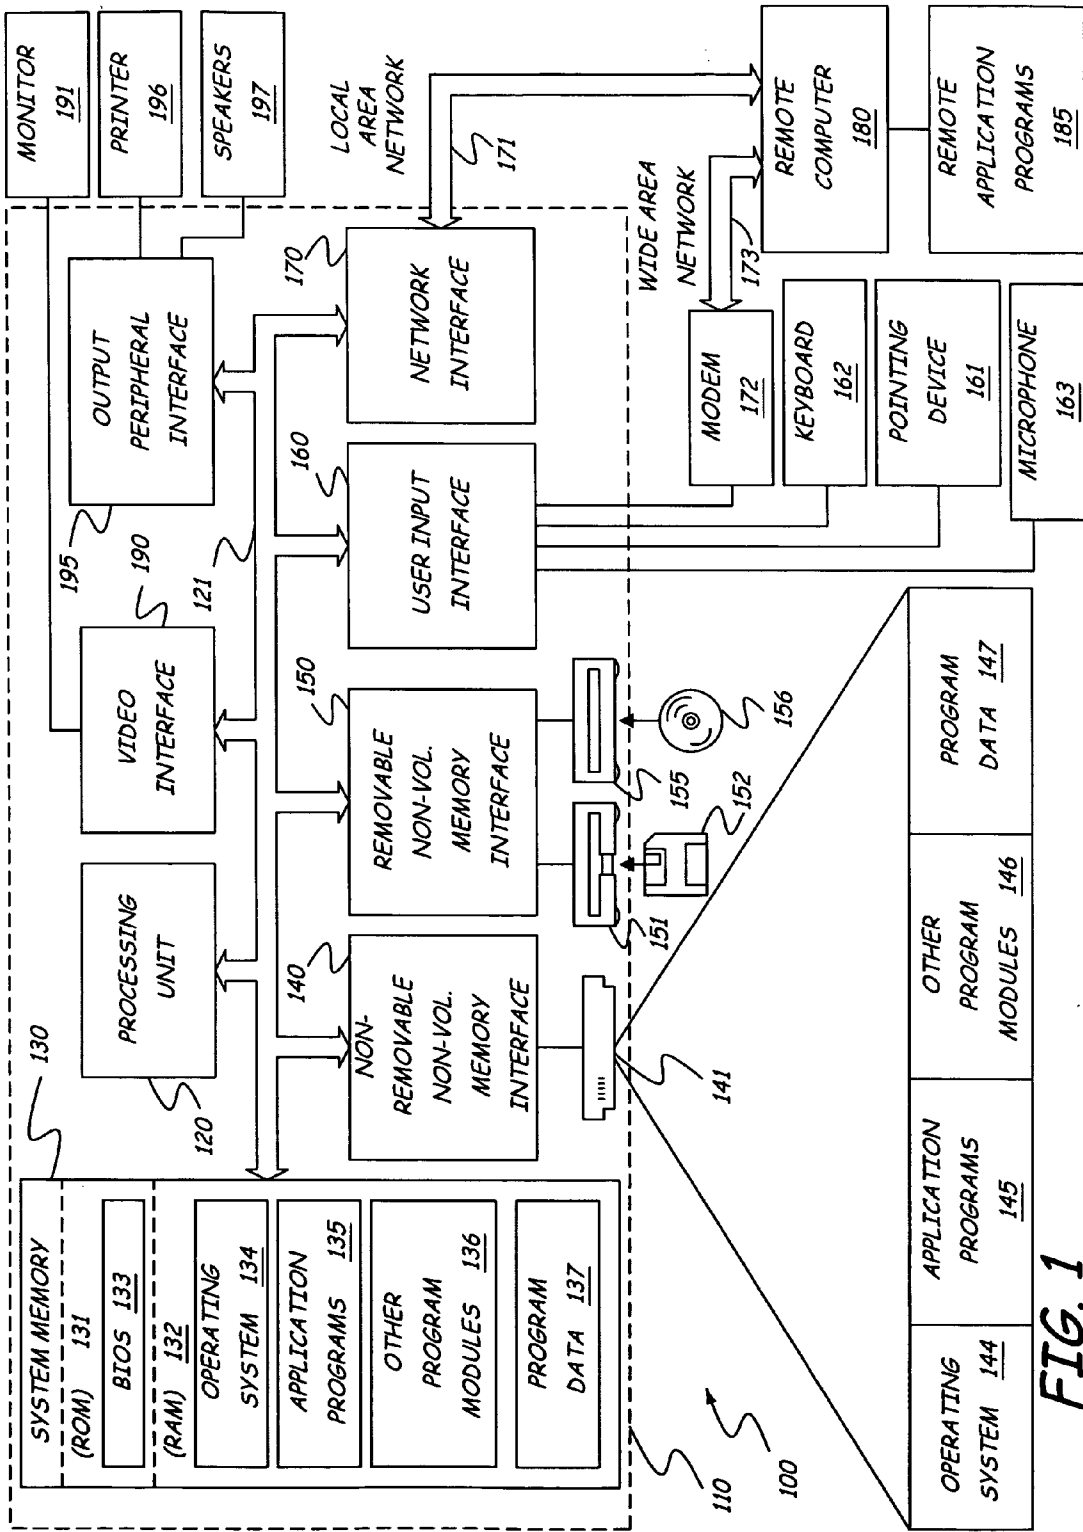 SYSTEM MEMORY
(ROM) 131
BIOS 133
(RAM) 132
OPERATING
SYSTEM 134
APPLICATION
PROGRAMS 135
OTHER
PROGRAM
MODULES 136
PROGRAM
DATA 137
130
PROCESSING
UNIT
120
VIDEO
INTERFACE
190
OUTPUT
PERIPHERAL
INTERFACE
195
121
MONITOR
191
PRINTER
196
SPEAKERS
197
NON-
REMOVABLE
NON-VOL.
MEMORY
INTERFACE
140
REMOVABLE
NON-VOL.
MEMORY
INTERFACE
150
USER INPUT
INTERFACE
160
NETWORK
INTERFACE
170
LOCAL
AREA
NETWORK
171
141
151
152
155
156
WIDE AREA
NETWORK
173
MODEM
172
KEYBOARD
162
POINTING
DEVICE
161
MICROPHONE
163
REMOTE
COMPUTER
180
REMOTE
APPLICATION
PROGRAMS
185
110
100
OPERATING
SYSTEM 144
APPLICATION
PROGRAMS
145
OTHER
PROGRAM
MODULES 146
PROGRAM
DATA 147
FIG. 1